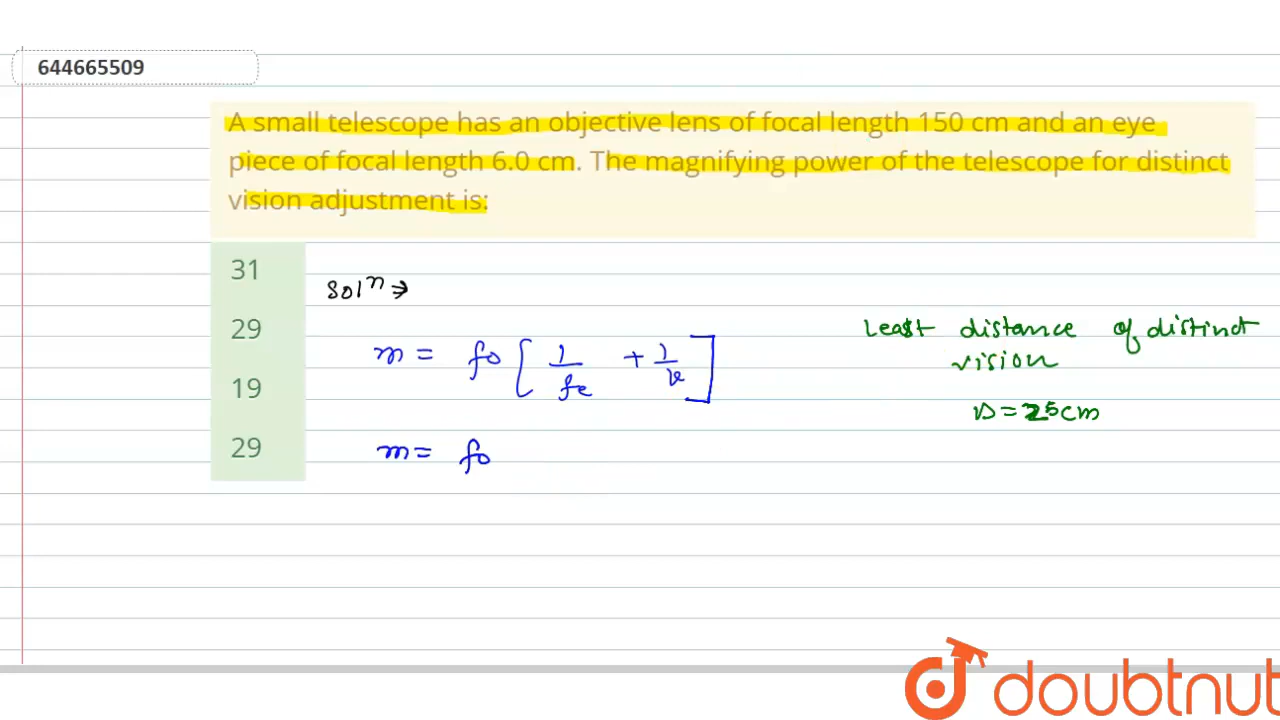 644665509
A small telescope has an objective lens of focal length 150 cm and an eye
piece of focal length 6.0 cm. The magnifying power of the telescope for distinct
vision adjustment is:
31
29
19
29
Solⁿ ⇒
m = fo [ 1/fe + 1/v ]
m = fo
Least distance of distinct
vision
D = 25cm
doubtnut